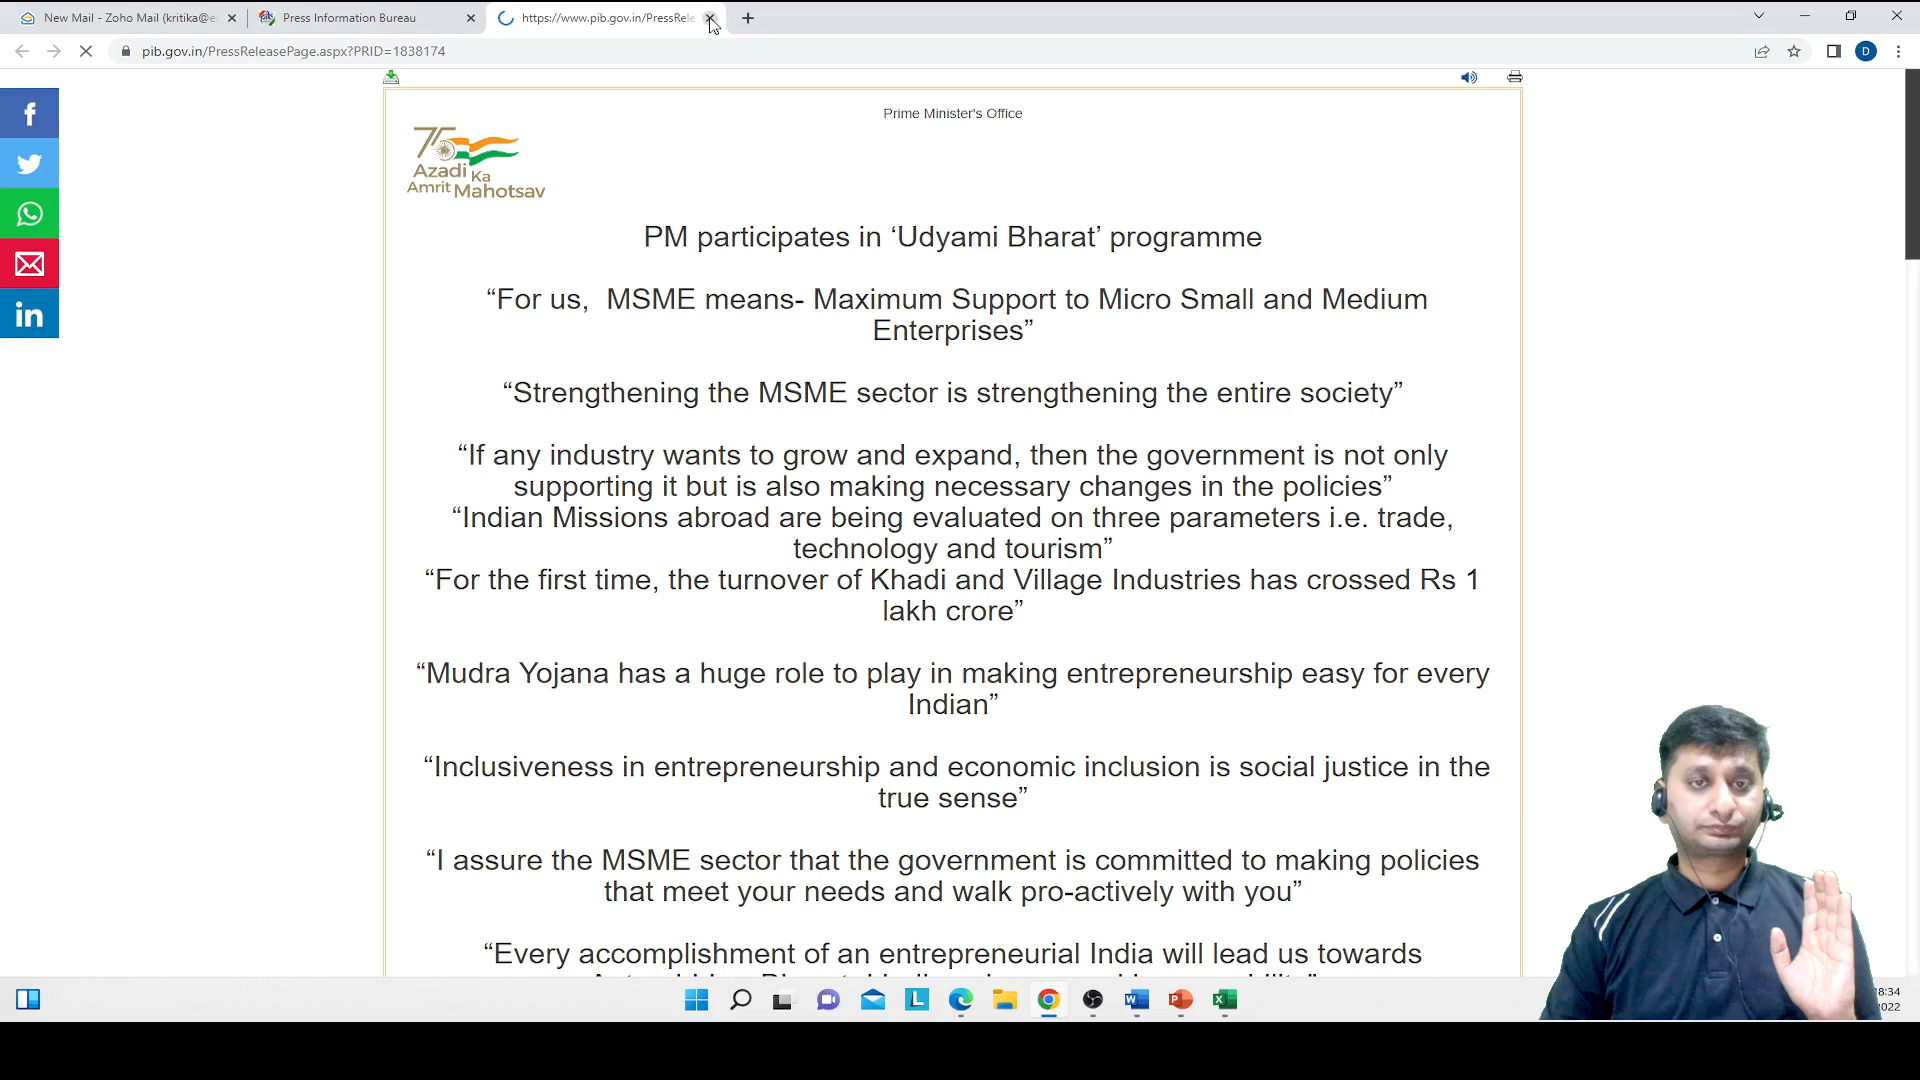 New Mail - Zoho Mail (kritika@e
Press Information Bureau
https://www.pib.gov.in/PressRele
pib.gov.in/PressReleasePage.aspx?PRID=1838174
D
Prime Minister's Office
75
Azadi Ka
Amrit Mahotsav
PM participates in ‘Udyami Bharat’ programme
“For us,  MSME means- Maximum Support to Micro Small and Medium
Enterprises”
“Strengthening the MSME sector is strengthening the entire society”
“If any industry wants to grow and expand, then the government is not only
supporting it but is also making necessary changes in the policies”
“Indian Missions abroad are being evaluated on three parameters i.e. trade,
technology and tourism”
“For the first time, the turnover of Khadi and Village Industries has crossed Rs 1
lakh crore”
“Mudra Yojana has a huge role to play in making entrepreneurship easy for every
Indian”
“Inclusiveness in entrepreneurship and economic inclusion is social justice in the
true sense”
“I assure the MSME sector that the government is committed to making policies
that meet your needs and walk pro-actively with you”
“Every accomplishment of an entrepreneurial India will lead us towards
8:34
022